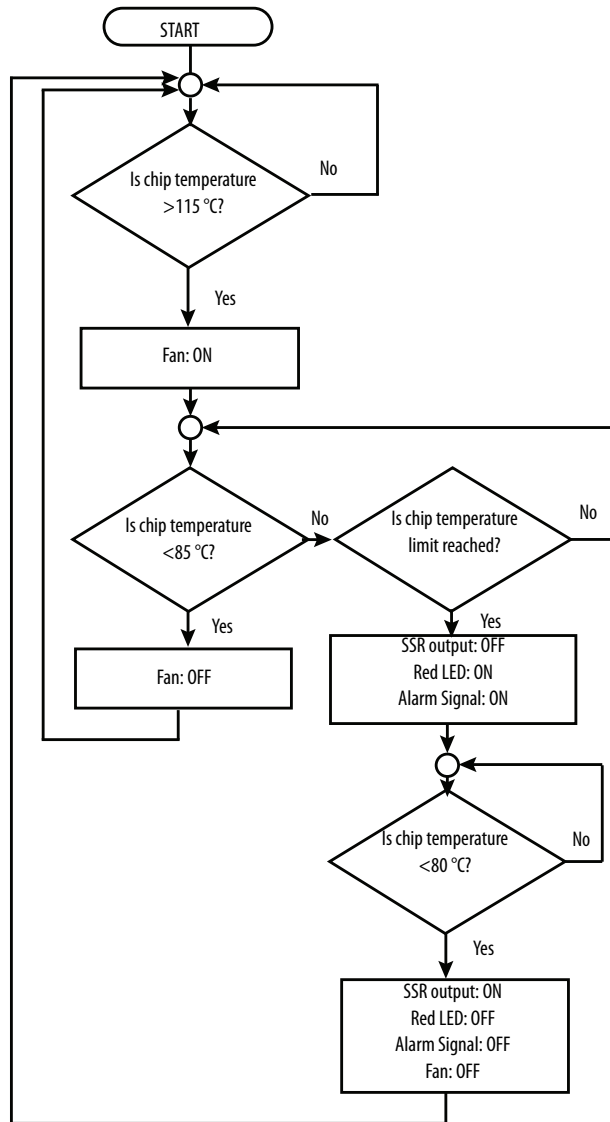 START
Is chip temperature
>115 °C?
No
Yes
Fan: ON
Is chip temperature
<85 °C?
No
Is chip temperature
limit reached?
No
Yes
Fan: OFF
Yes
SSR output: OFF
Red LED: ON
Alarm Signal: ON
Is chip temperature
<80 °C?
No
Yes
SSR output: ON
Red LED: OFF
Alarm Signal: OFF
Fan: OFF